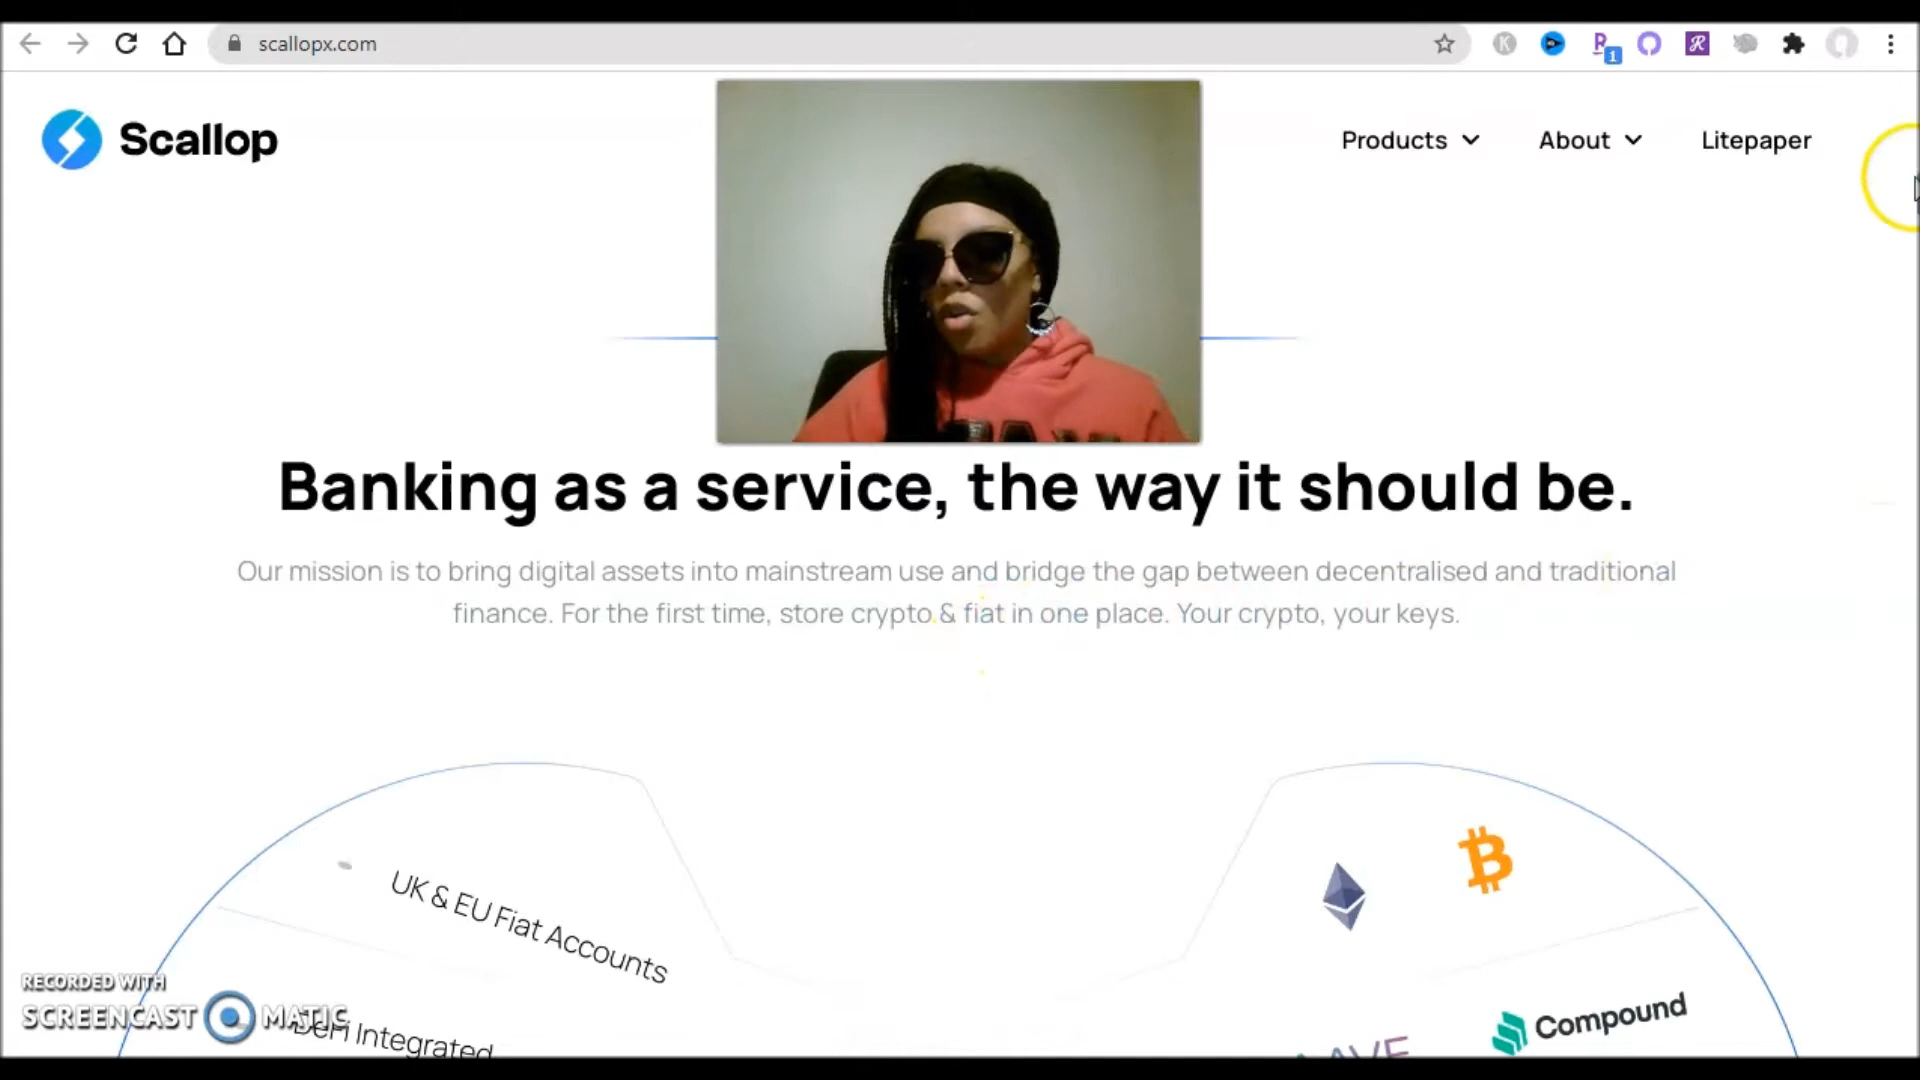 scallopx.com
K
1
R
Scallop
Products
About
Litepaper
Banking as a service, the way it should be.
Our mission is to bring digital assets into mainstream use and bridge the gap between decentralised and traditional
finance. For the first time, store crypto & fiat in one place. Your crypto, your keys.
UK & EU Fiat Accounts
DeFi Integrated
Compound
AAVE
RECORDED WITH
SCREENCAST MATIC